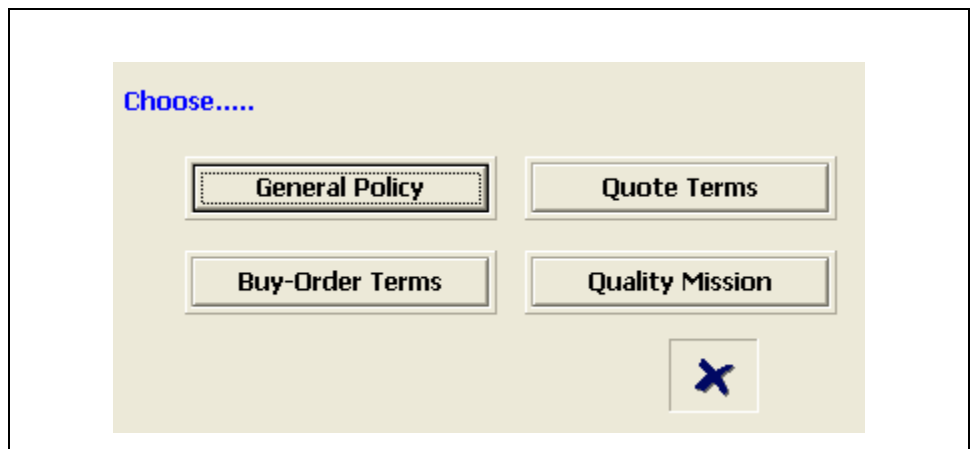 Choose.....
General Policy
Quote Terms
Buy-Order Terms
Quality Mission